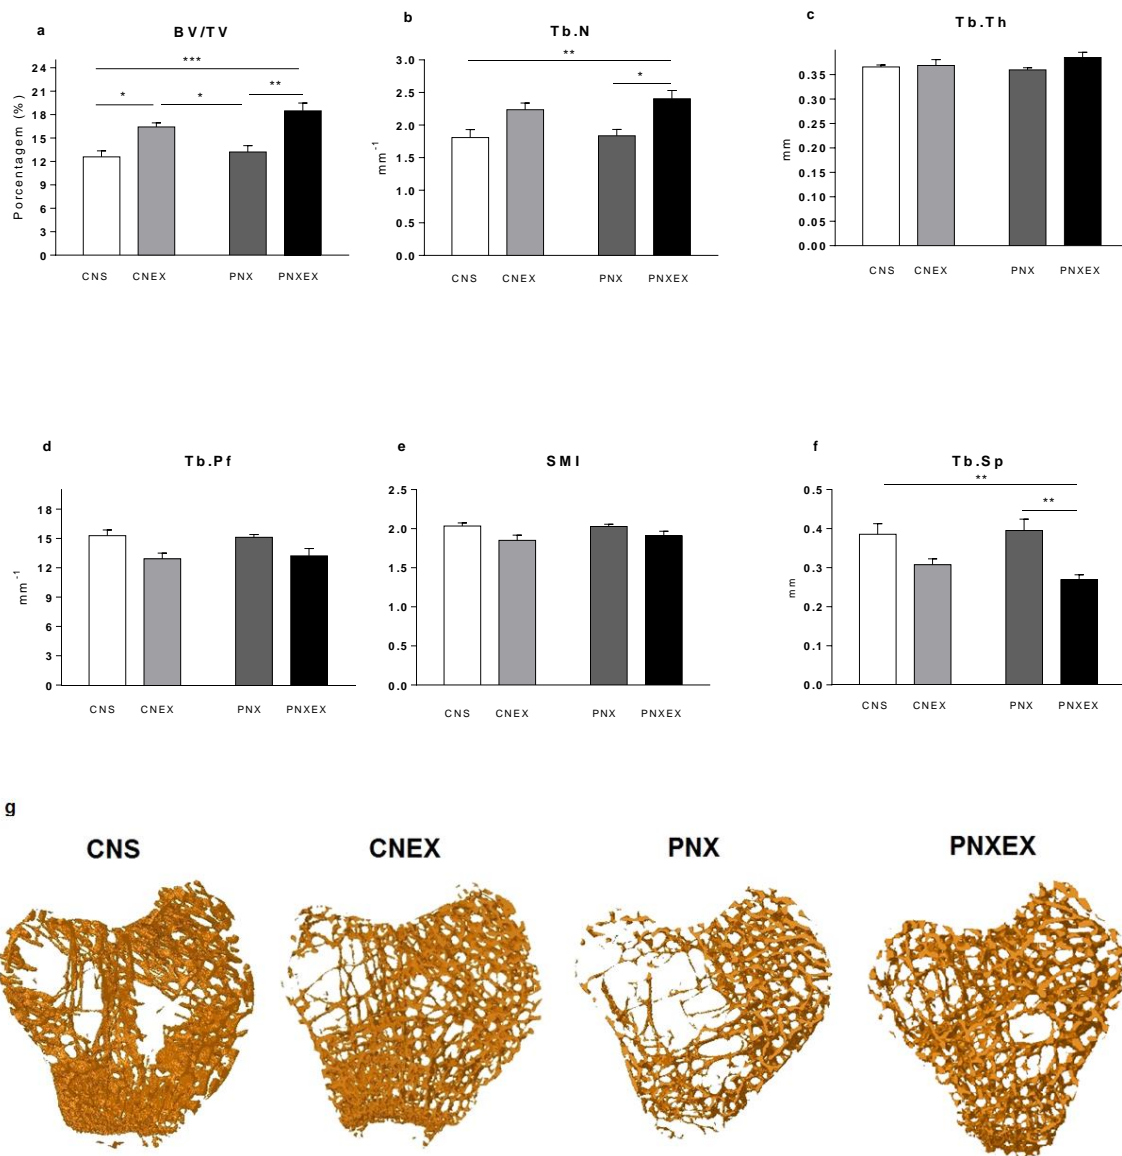 a
BV/TV
***
*
*
**
Porcentagem (%)
24
21
18
15
12
9
6
3
0
CNS CNEX PNX PNXEX
b
Tb.N
**
*
mm-1
3.0
2.5
2.0
1.5
1.0
0.5
0.0
CNS CNEX PNX PNXEX
c
Tb.Th
mm
0.35
0.30
0.25
0.20
0.15
0.10
0.05
0.00
CNS CNEX PNX PNXEX
d
Tb.Pf
mm-1
18
15
12
9
6
3
0
CNS CNEX PNX PNXEX
e
SMI
2.5
2.0
1.5
1.0
0.5
0.0
CNS CNEX PNX PNXEX
f
Tb.Sp
**
**
mm
0.5
0.4
0.3
0.2
0.1
0.0
CNS CNEX PNX PNXEX
g
CNS CNEX PNX PNXEX